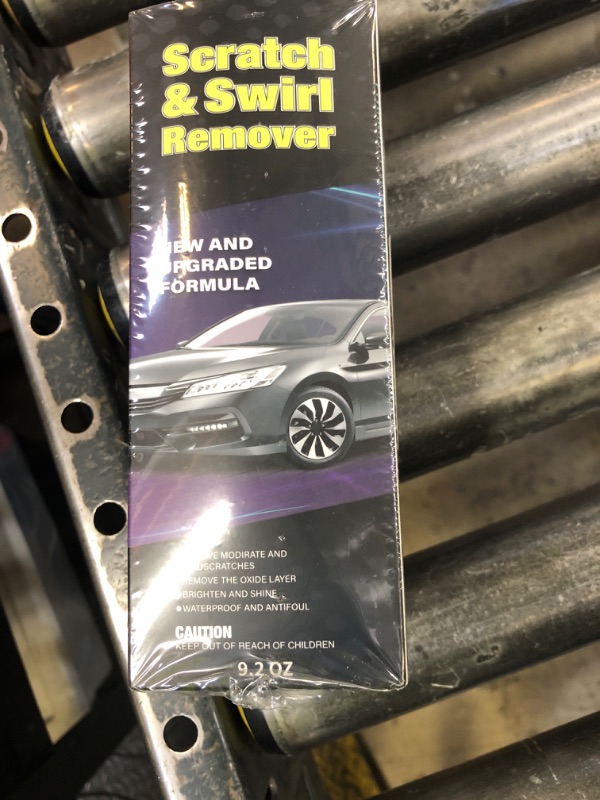 Scratch
& Swirl
Remover
NEW AND
UPGRADED
FORMULA
MODIRATE AND
REMOVE THE OXIDE LAYER
BRIGHTEN AND SHINE
●WATERPROOF AND ANTIFOUL
CAUTION
KEEP OUT OF REACH OF CHILDREN
9.2 OZ